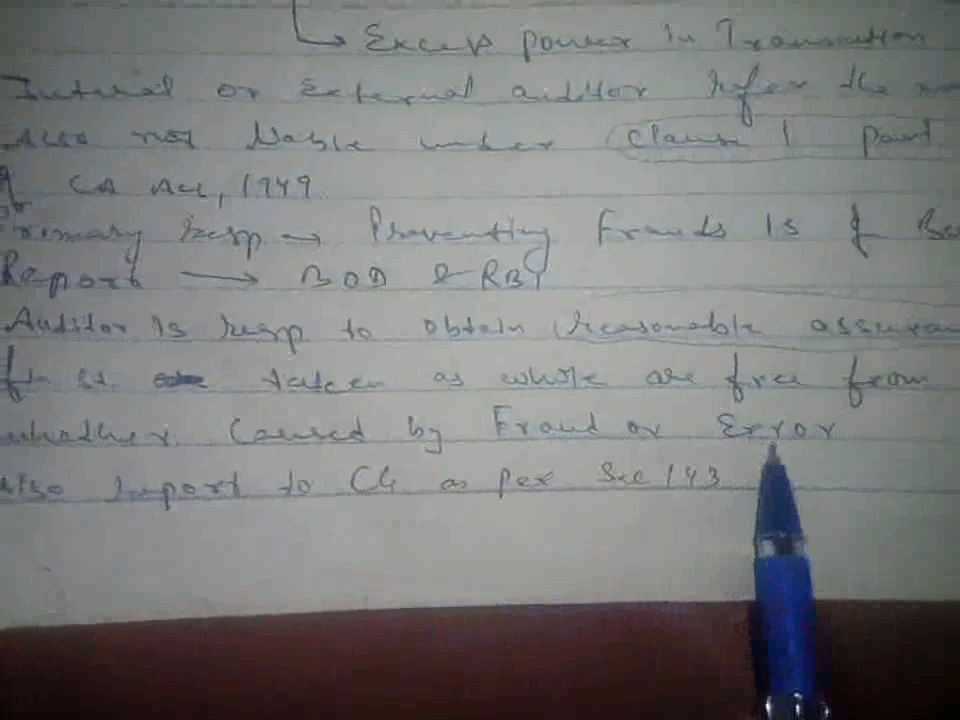 ↳ Excess power in Transaction
or External auditor refer the
Also not liable under Clause 1 part
of CA Act, 1949
Primary resp → Preventing Frauds is of
Report → BOD & RBI
Auditor is resp to obtain reasonable
Fin st. taken as whole are free from
whether caused by Fraud or Error
also report to CG as per Sec 143